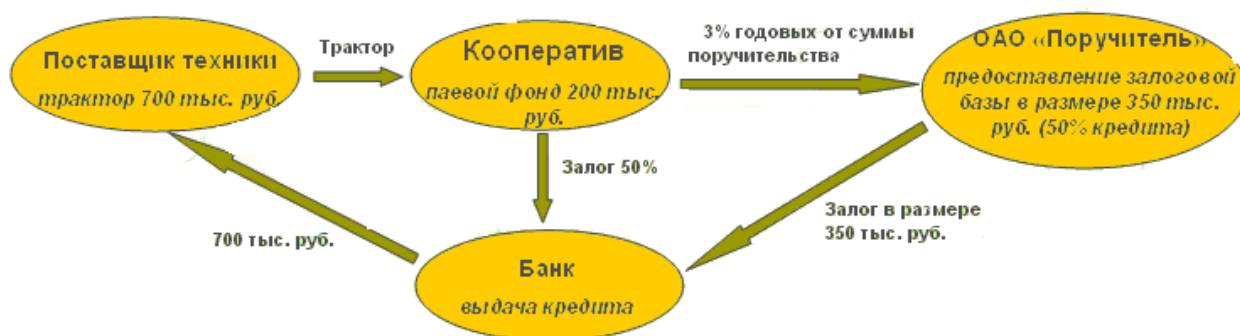 Поставщик техники
трактор 700 тыс. руб.
Трактор
Кооператив
паевой фонд 200 тыс.
руб.
3% годовых от суммы
поручительства
ОАО «Поручитель»
предоставление залоговой
базы в размере 350 тыс.
руб. (50% кредита)
Залог 50%
Залог в размере
350 тыс. руб.
700 тыс. руб.
Банк
выдача кредита